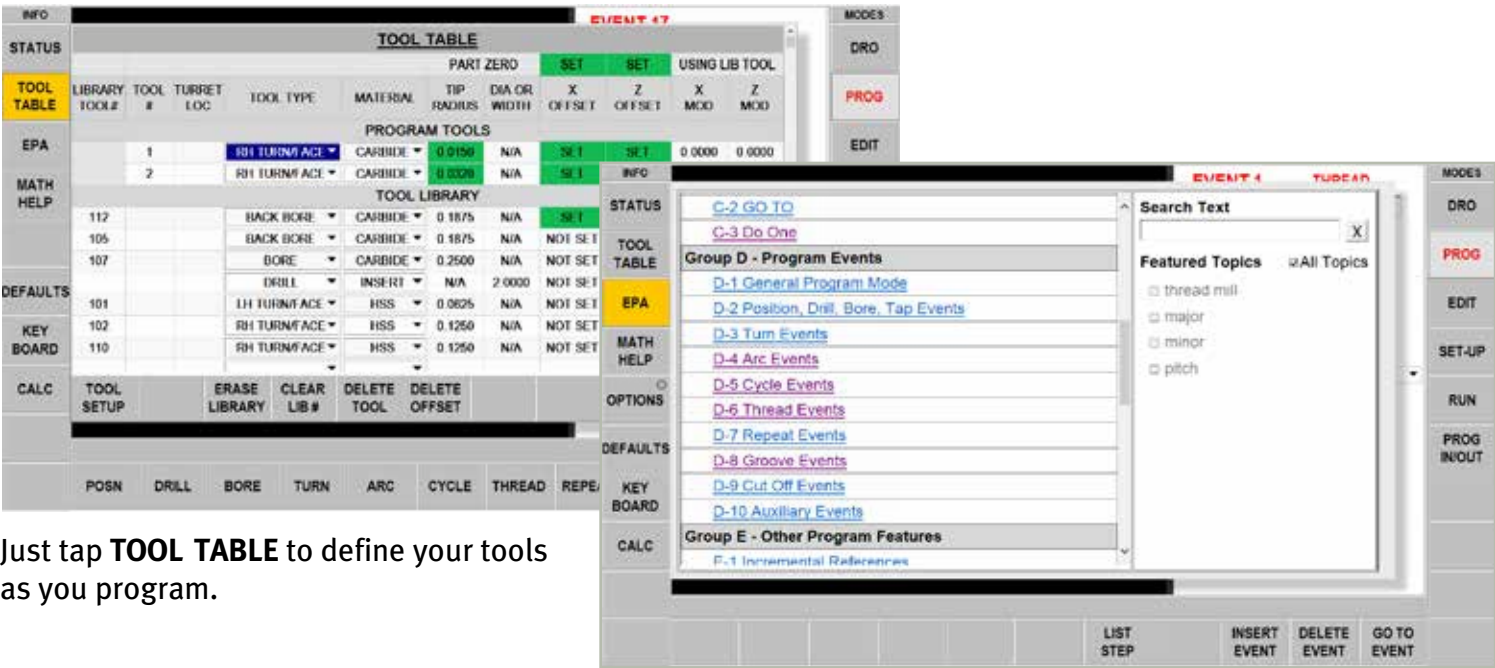 INFO
STATUS
TOOL TABLE
EPA
MATH HELP
DEFAULTS
KEY BOARD
CALC
EVENT 17
TOOL TABLE
PART ZERO SET SET USING LIB TOOL
LIBRARY TOOL# TOOL # TURRET LOC TOOL TYPE MATERIAL TIP RADIUS DIA OR WIDTH X OFFSET Z OFFSET X MOD Z MOD
PROGRAM TOOLS
1 RH TURN/FACE CARBIDE 0.0150 N/A SET SET 0.0000 0.0000
2 RH TURN/FACE CARBIDE 0.0320 N/A SET
TOOL LIBRARY
112 BACK BORE CARBIDE 0.1875 N/A SET
105 BACK BORE CARBIDE 0.1875 N/A NOT SET
107 BORE CARBIDE 0.2500 N/A NOT SET
DRILL INSERT N/A 2.0000 NOT SET
101 LH TURN/FACE HSS 0.0625 N/A NOT SET
102 RH TURN/FACE HSS 0.1250 N/A NOT SET
110 RH TURN/FACE HSS 0.1250 N/A NOT SET
TOOL SETUP ERASE LIBRARY CLEAR LIB # DELETE TOOL DELETE OFFSET
POSN DRILL BORE TURN ARC CYCLE THREAD REPE
MODES
DRO
PROG
EDIT
INFO
STATUS
TOOL TABLE
EPA
MATH HELP
OPTIONS
DEFAULTS
KEY BOARD
CALC
EVENT 1 THREAD
C-2 GO TO
C-3 Do One
Group D - Program Events
D-1 General Program Mode
D-2 Position, Drill, Bore, Tap Events
D-3 Turn Events
D-4 Arc Events
D-5 Cycle Events
D-6 Thread Events
D-7 Repeat Events
D-8 Groove Events
D-9 Cut Off Events
D-10 Auxiliary Events
Group E - Other Program Features
E-1 Incremental References
Search Text
X
Featured Topics All Topics
thread mill
major
minor
pitch
MODES
DRO
PROG
EDIT
SET-UP
RUN
PROG IN/OUT
LIST STEP INSERT EVENT DELETE EVENT GO TO EVENT
Just tap TOOL TABLE to define your tools
as you program.